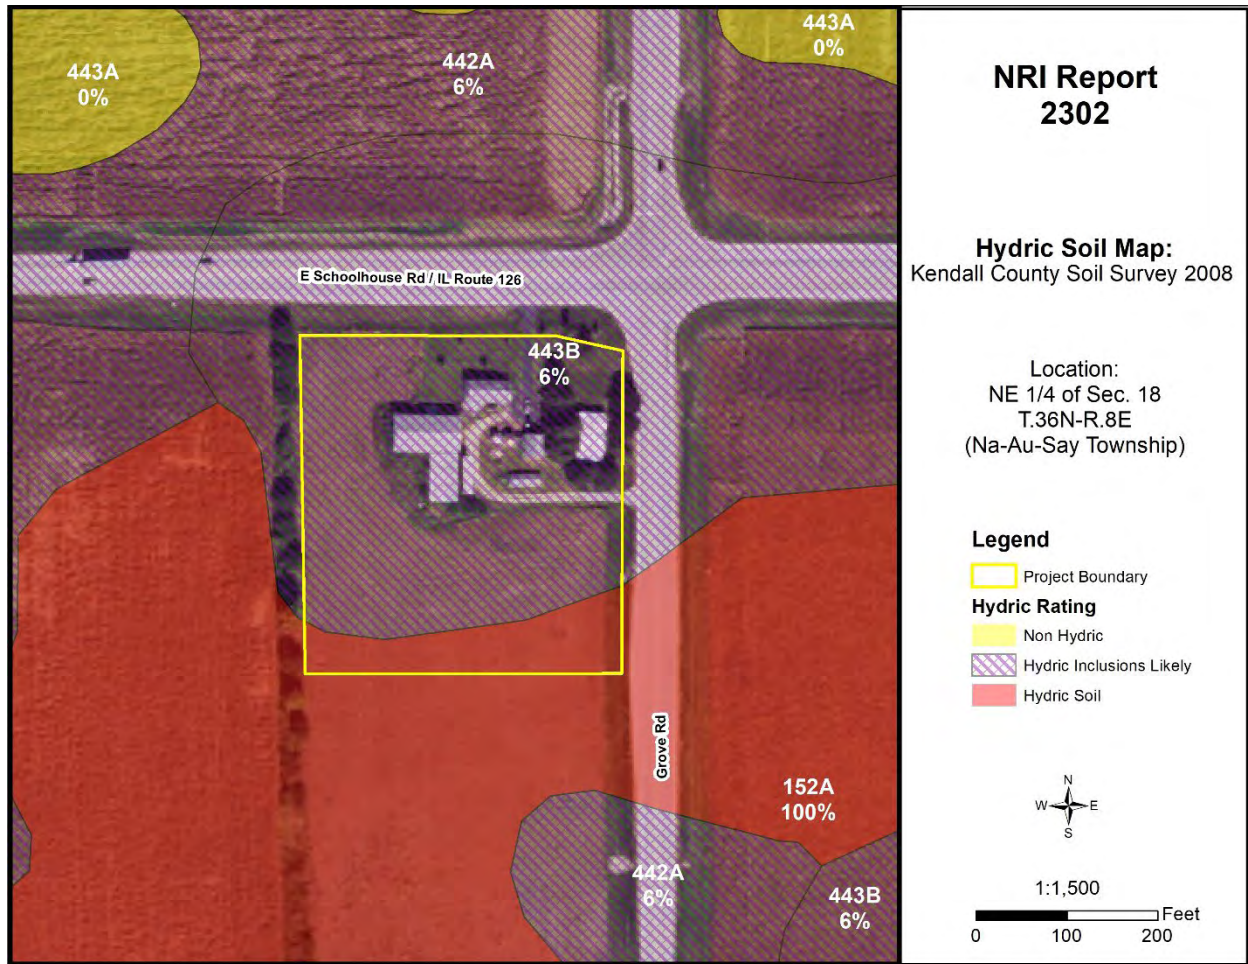 443A
0%
442A
6%
443A
0%
E Schoolhouse Rd / IL Route 126
443B
6%
Grove Rd
152A
100%
442A
6%
443B
6%
NRI Report
2302
Hydric Soil Map:
Kendall County Soil Survey 2008
Location:
NE 1/4 of Sec. 18
T.36N-R.8E
(Na-Au-Say Township)
Legend
Project Boundary
Hydric Rating
Non Hydric
Hydric Inclusions Likely
Hydric Soil
N
W E
S
1:1,500
Feet
0 100 200